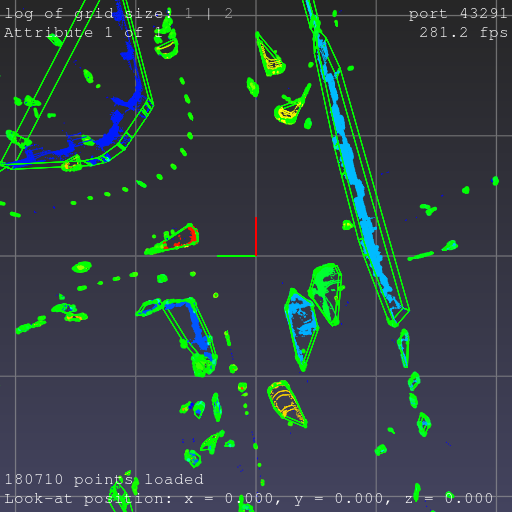 log of grid size: 1 | 2
port 43291
Attribute 1 of 1
281.2 fps
180710 points loaded
Look-at position: x = 0.000, y = 0.000, z = 0.000